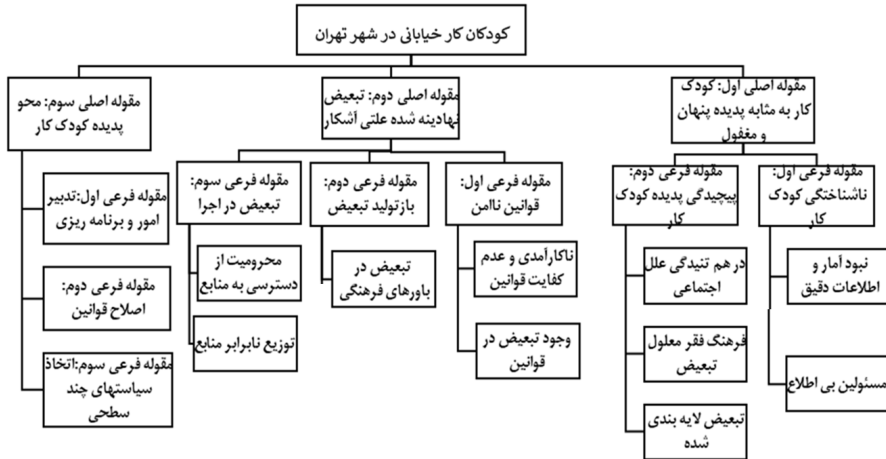 کودکان کار خیابانی در شهر تهران
مقوله اصلی اول: کودک
کار به مثابه پدیده پنهان
و مغفول
مقوله فرعی اول:
ناشناختگی کودک
کار
نبود آمار و
اطلاعات دقیق
مسئولین بی اطلاع
مقوله فرعی دوم:
پیچیدگی پدیده کودک
کار
در هم تنیدگی علل
اجتماعی
فرهنگ فقر معلول
تبعیض
تبعیض لایه بندی
شده
مقوله اصلی دوم: تبعیض
نهادینه شده علتی آشکار
مقوله فرعی اول:
قوانین ناامن
ناکارآمدی و عدم
کفایت قوانین
وجود تبعیض در
قوانین
مقوله فرعی دوم:
بازتولید تبعیض
تبعیض در
باورهای فرهنگی
مقوله فرعی سوم:
تبعیض در اجرا
محرومیت از
دسترسی به منابع
توزیع نابرابر منابع
مقوله اصلی سوم: محو
پدیده کودک کار
مقوله فرعی اول:تدبیر
امور و برنامه ریزی
مقوله فرعی دوم:
اصلاح قوانین
مقوله فرعی سوم:اتخاذ
سیاستهای چند
سطحی